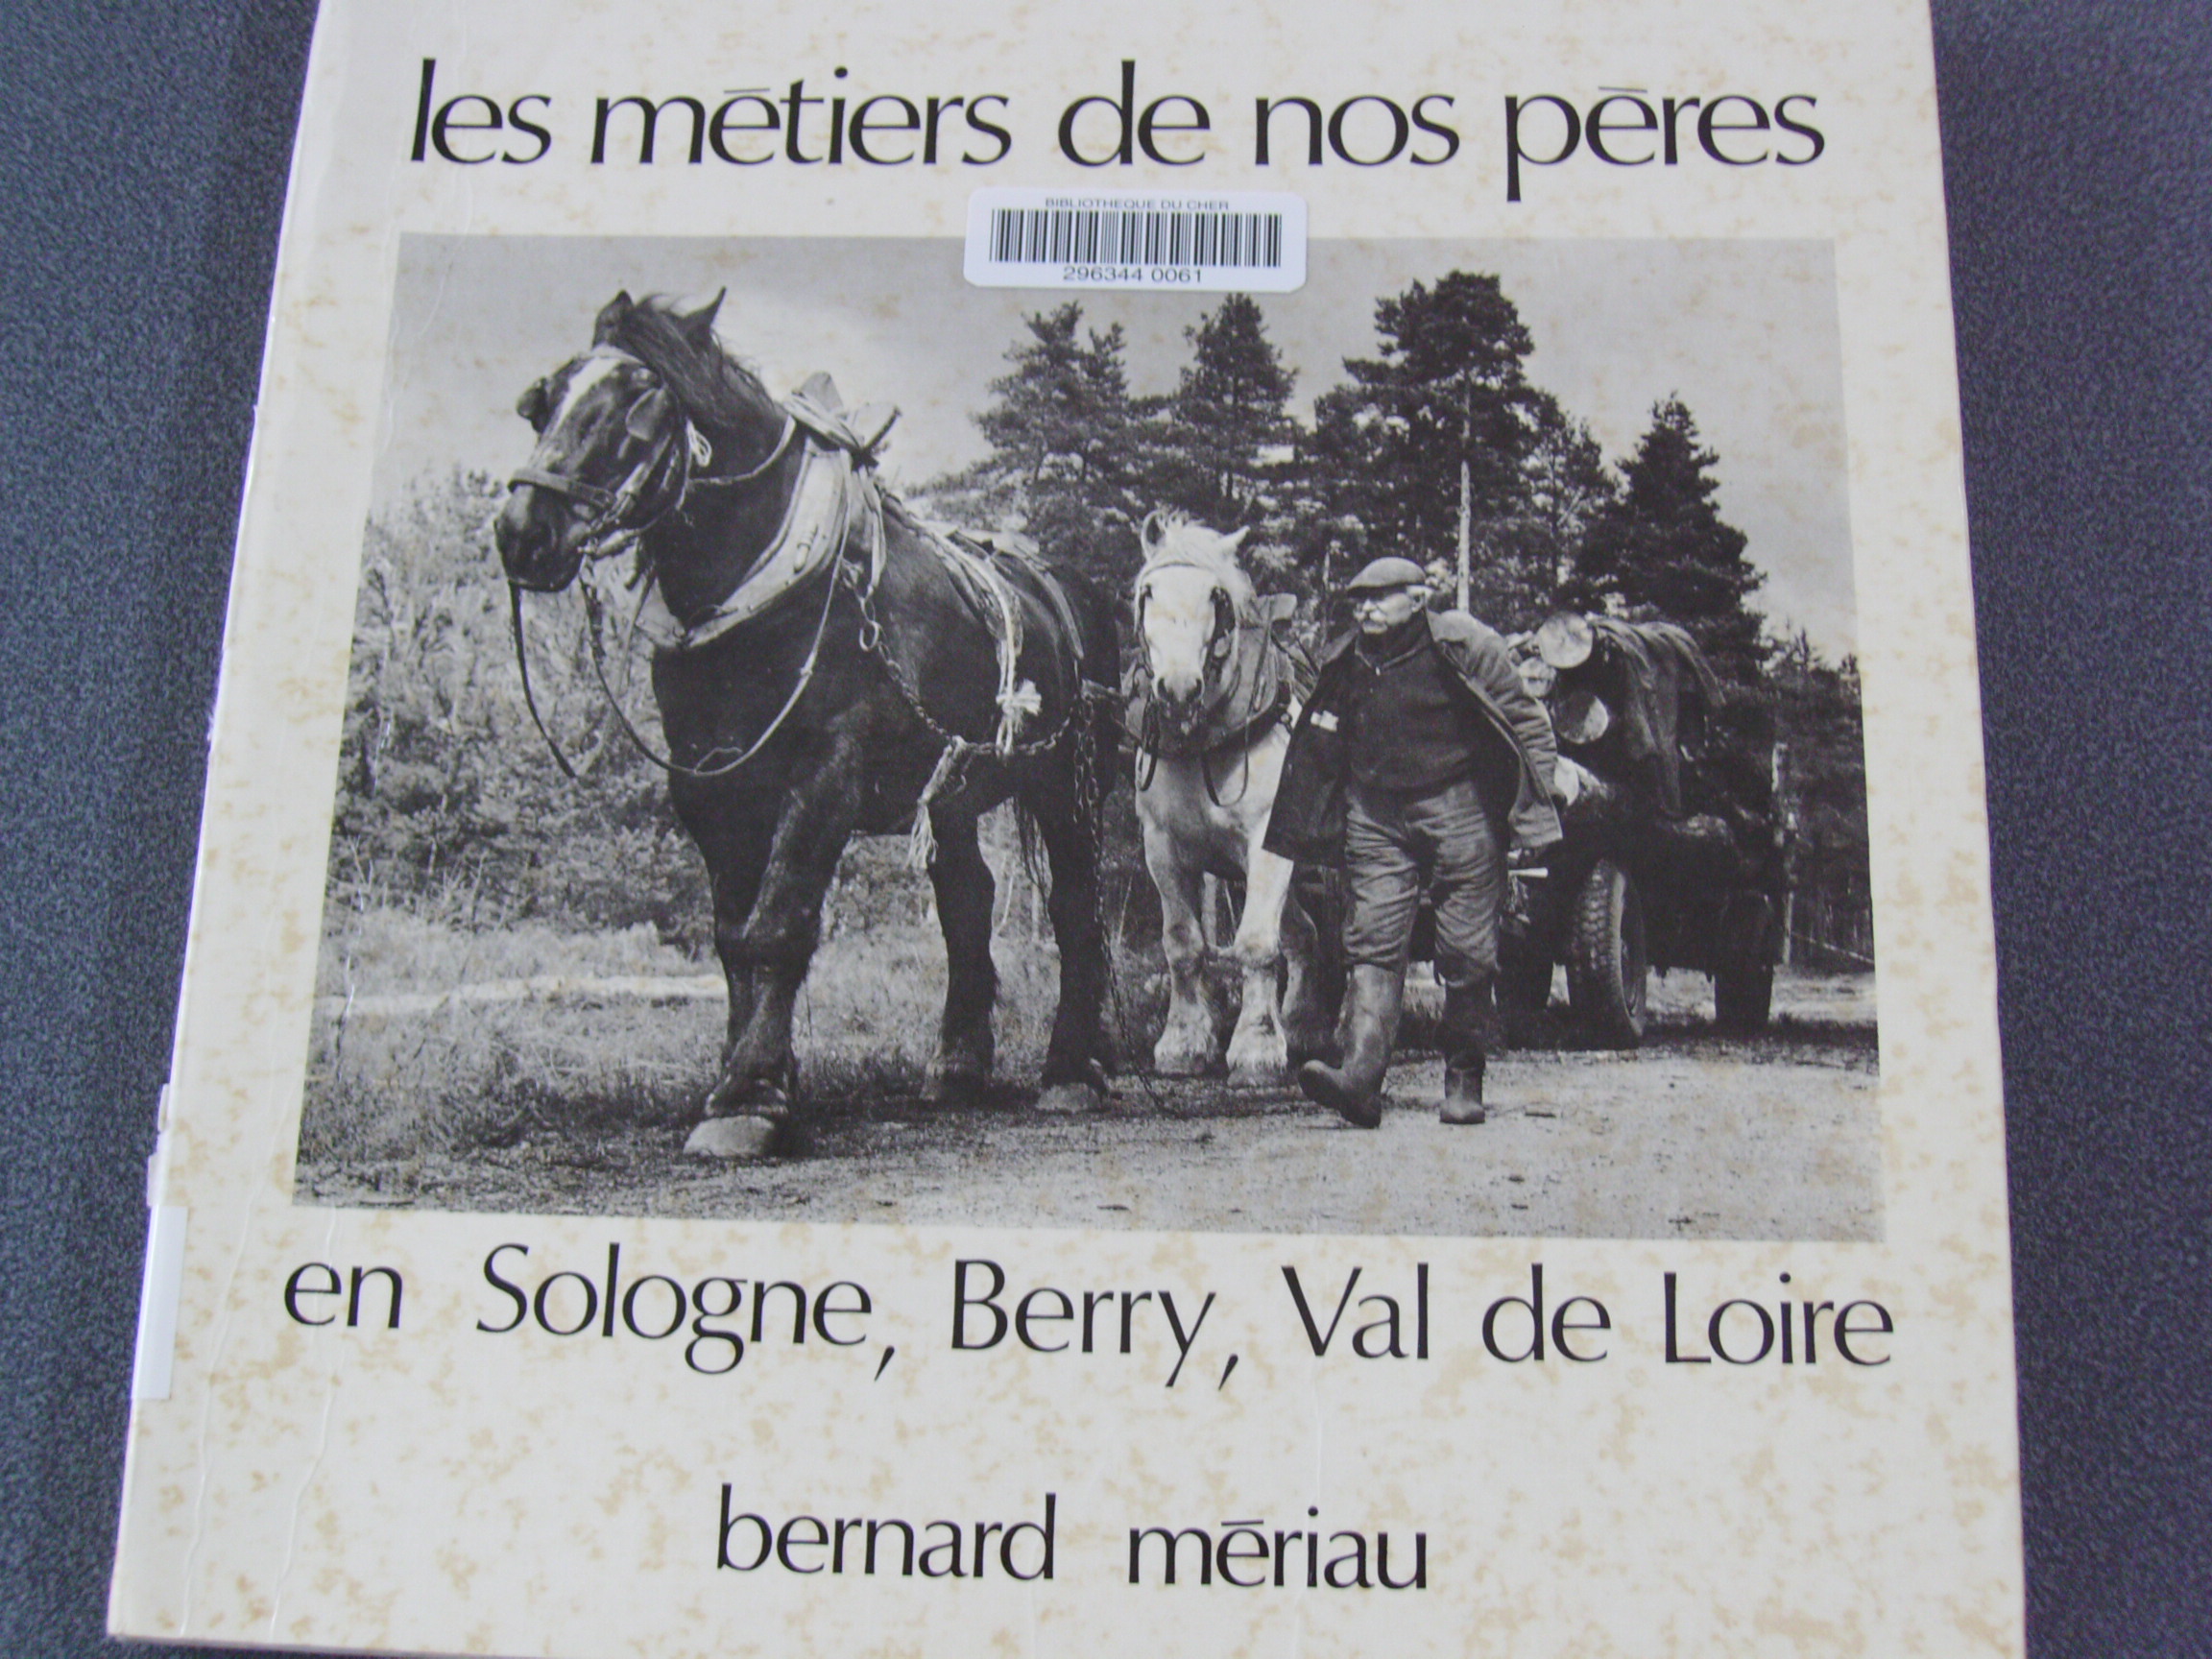 les mētiers de nos pēres
BIBLIOTHEQUE DU CHER
296344 0061
en Sologne, Berry, Val de Loire
bernard mēriau